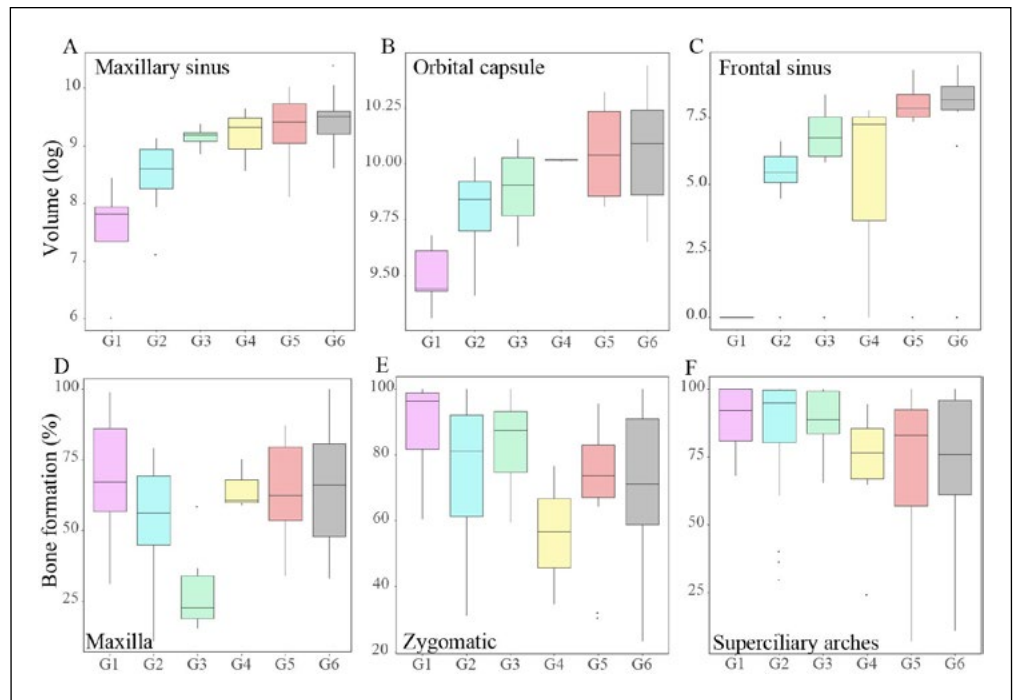 A
Maxillary sinus
B
Orbital capsule
C
Frontal sinus
Volume (log)
10
9
8
7
6
10.25
10.00
9.75
9.50
7.5
5.0
2.5
0.0
G1 G2 G3 G4 G5 G6
G1 G2 G3 G4 G5 G6
G1 G2 G3 G4 G5 G6
D
E
F
Bone formation (%)
100
75
50
25
100
80
60
40
20
100
75
50
25
Maxilla
Zygomatic
Superciliary arches
G1 G2 G3 G4 G5 G6
G1 G2 G3 G4 G5 G6
G1 G2 G3 G4 G5 G6